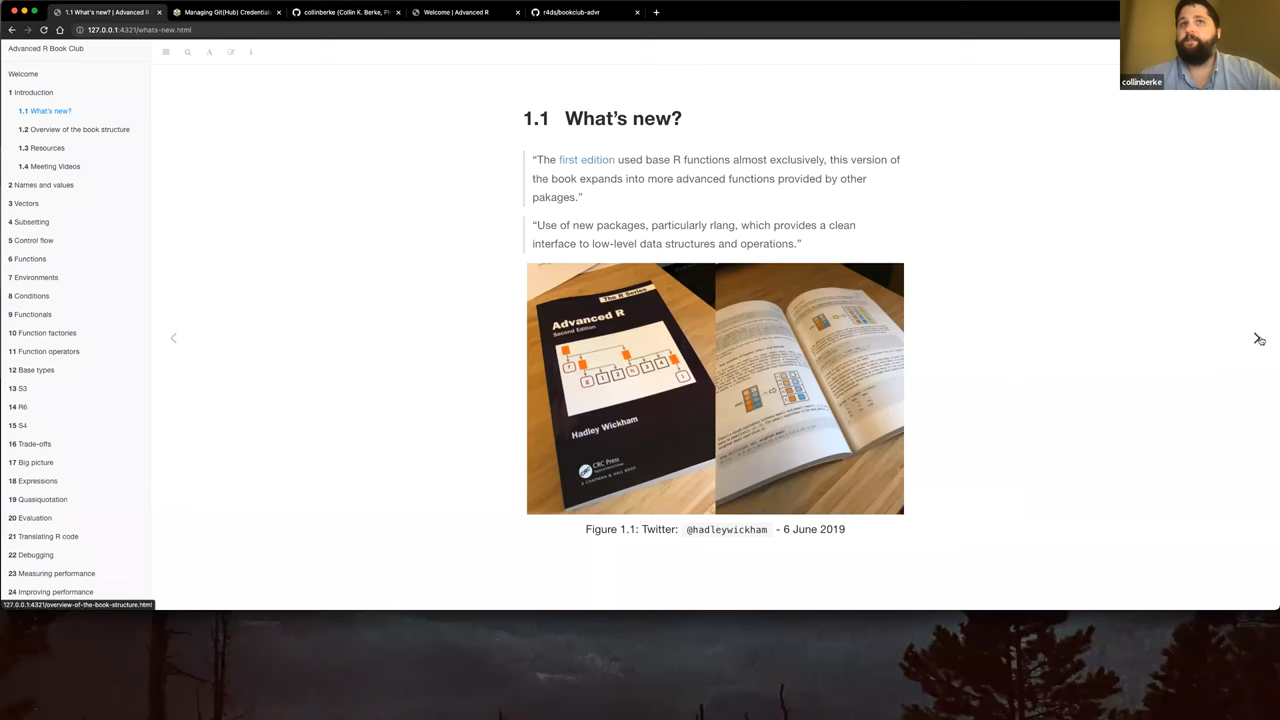 1.1 What's new? | Advanced R
Managing Git(Hub) Credential
collinberke (Collin K. Berke, Ph
Welcome | Advanced R
r4ds/bookclub-advr
127.0.0.1:4321/whats-new.html
collinberke
Advanced R Book Club
Welcome
1 Introduction
1.1 What's new?
1.2 Overview of the book structure
1.3 Resources
1.4 Meeting Videos
2 Names and values
3 Vectors
4 Subsetting
5 Control flow
6 Functions
7 Environments
8 Conditions
9 Functionals
10 Function factories
11 Function operators
12 Base types
13 S3
14 R6
15 S4
16 Trade-offs
17 Big picture
18 Expressions
19 Quasiquotation
20 Evaluation
21 Translating R code
22 Debugging
23 Measuring performance
24 Improving performance
127.0.0.1:4321/overview-of-the-book-structure.html
1.1 What's new?
“The first edition used base R functions almost exclusively, this version of
the book expands into more advanced functions provided by other
pakages.”
“Use of new packages, particularly rlang, which provides a clean
interface to low-level data structures and operations.”
The R Series
Advanced R
Second Edition
Hadley Wickham
CRC Press
A CHAPMAN & HALL BOOK
Figure 1.1: Twitter: @hadleywickham - 6 June 2019